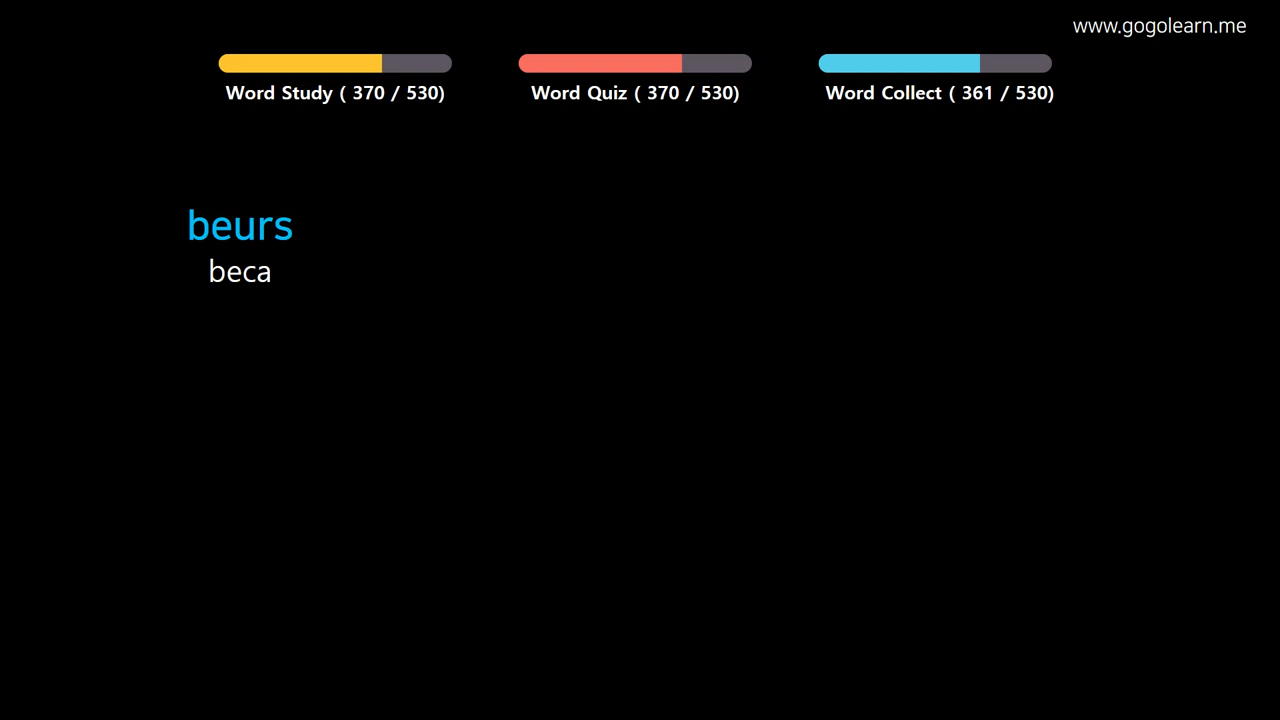 www.gogolearn.me
Word Study ( 370 / 530)
Word Quiz ( 370 / 530)
Word Collect ( 361 / 530)
beurs
beca